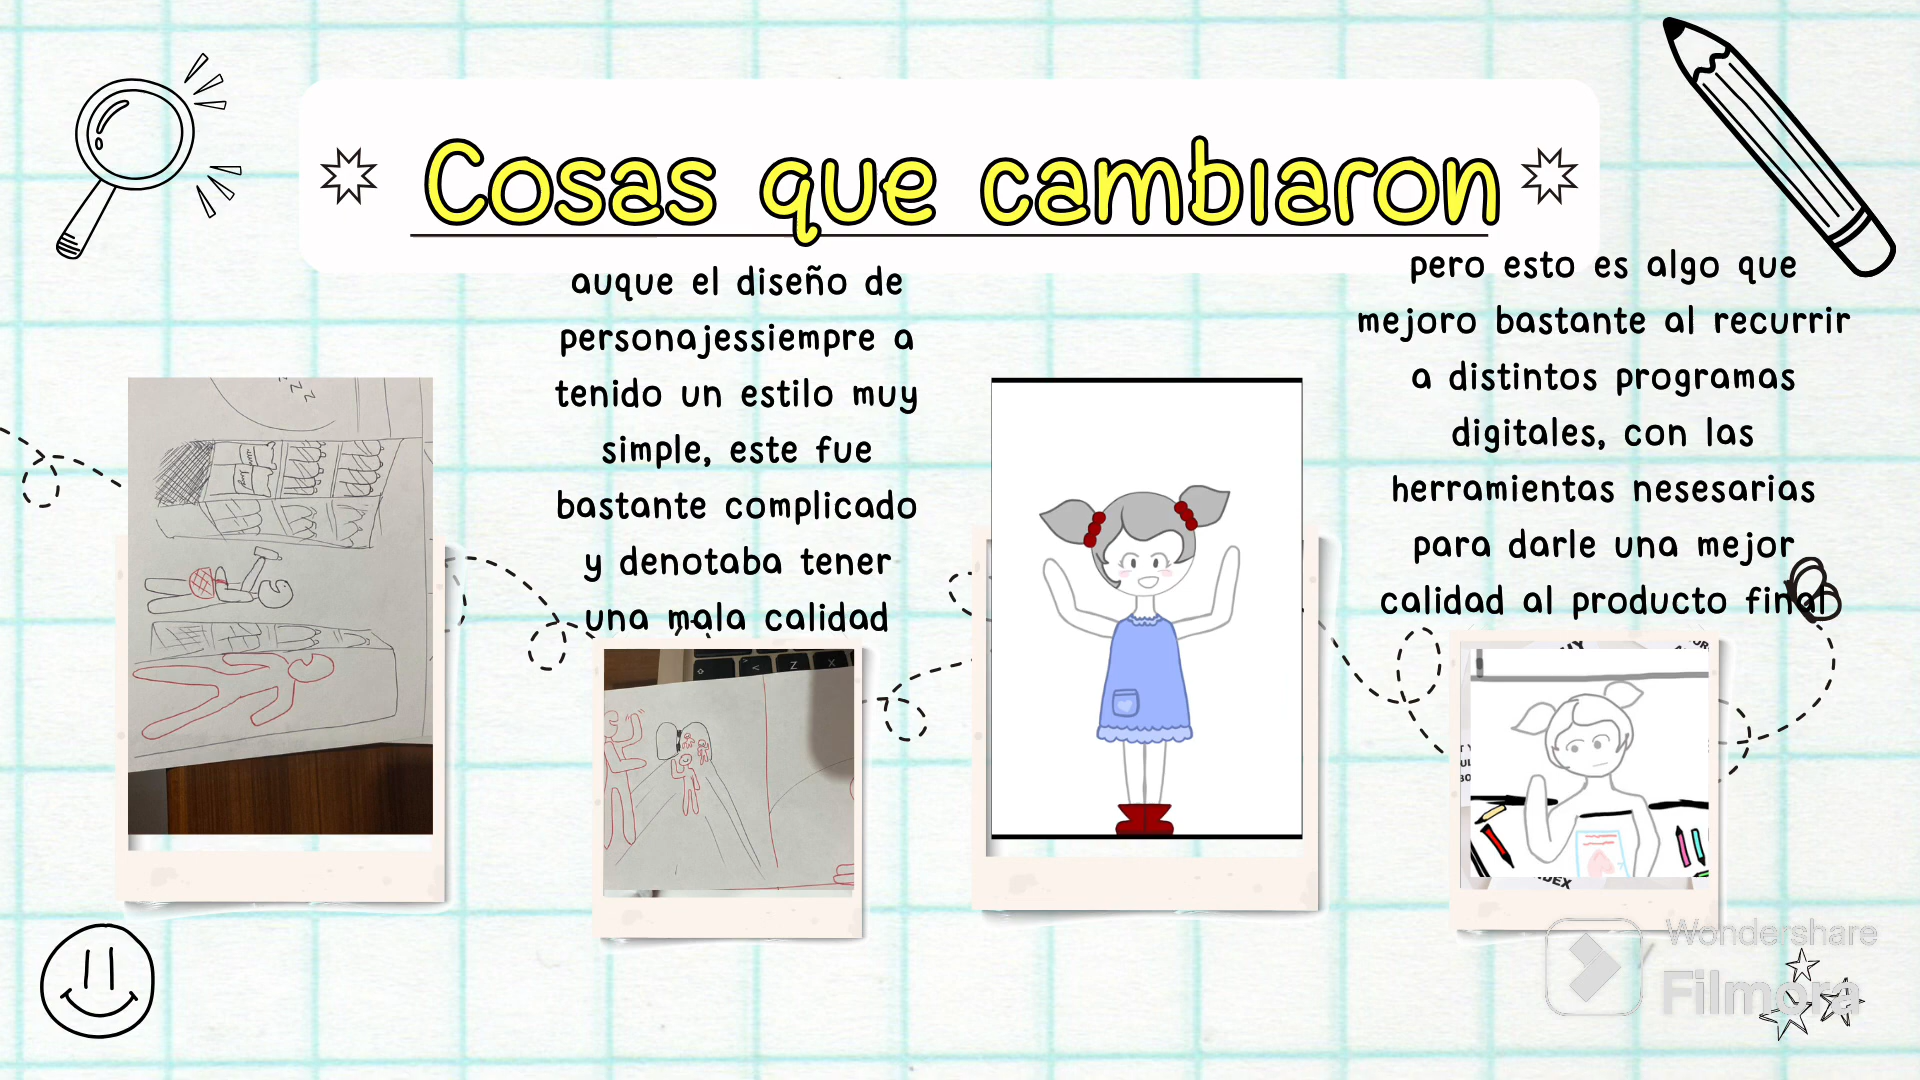 Cosas que cambiaron
auque el diseño de
personajessiempre a
tenido un estilo muy
simple, este fue
bastante complicado
y denotaba tener
una mala calidad
pero esto es algo que
mejoro bastante al recurrir
a distintos programas
digitales, con las
herramientas nesesarias
para darle una mejor
calidad al producto final
Z X
Wondershare
Filmora